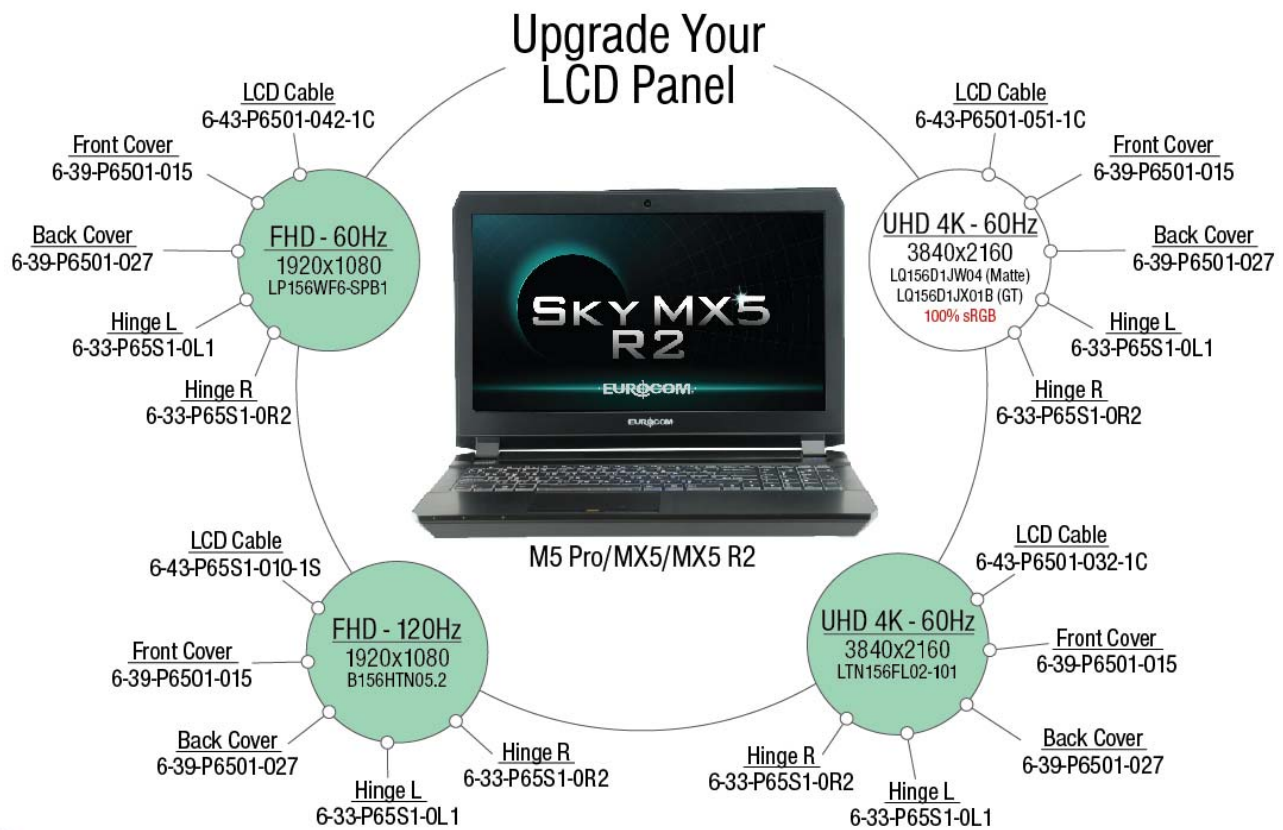 Upgrade Your
LCD Panel
LCD Cable
6-43-P6501-042-1C
Front Cover
6-39-P6501-015
Back Cover
6-39-P6501-027
Hinge L
6-33-P65S1-0L1
Hinge R
6-33-P65S1-0R2
FHD - 60Hz
1920x1080
LP156WF6-SPB1
LCD Cable
6-43-P6501-051-1C
Front Cover
6-39-P6501-015
Back Cover
6-39-P6501-027
Hinge L
6-33-P65S1-0L1
Hinge R
6-33-P65S1-0R2
UHD 4K - 60Hz
3840x2160
LQ156D1JW04 (Matte)
LQ156D1JX01B (GT)
100% sRGB
SKY MX5
R2
EUROCOM
EUROCOM
M5 Pro/MX5/MX5 R2
LCD Cable
6-43-P65S1-010-1S
Front Cover
6-39-P6501-015
Back Cover
6-39-P6501-027
Hinge L
6-33-P65S1-0L1
Hinge R
6-33-P65S1-0R2
FHD - 120Hz
1920x1080
B156HTN05.2
LCD Cable
6-43-P6501-032-1C
Front Cover
6-39-P6501-015
Back Cover
6-39-P6501-027
Hinge L
6-33-P65S1-0L1
Hinge R
6-33-P65S1-0R2
UHD 4K - 60Hz
3840x2160
LTN156FL02-101